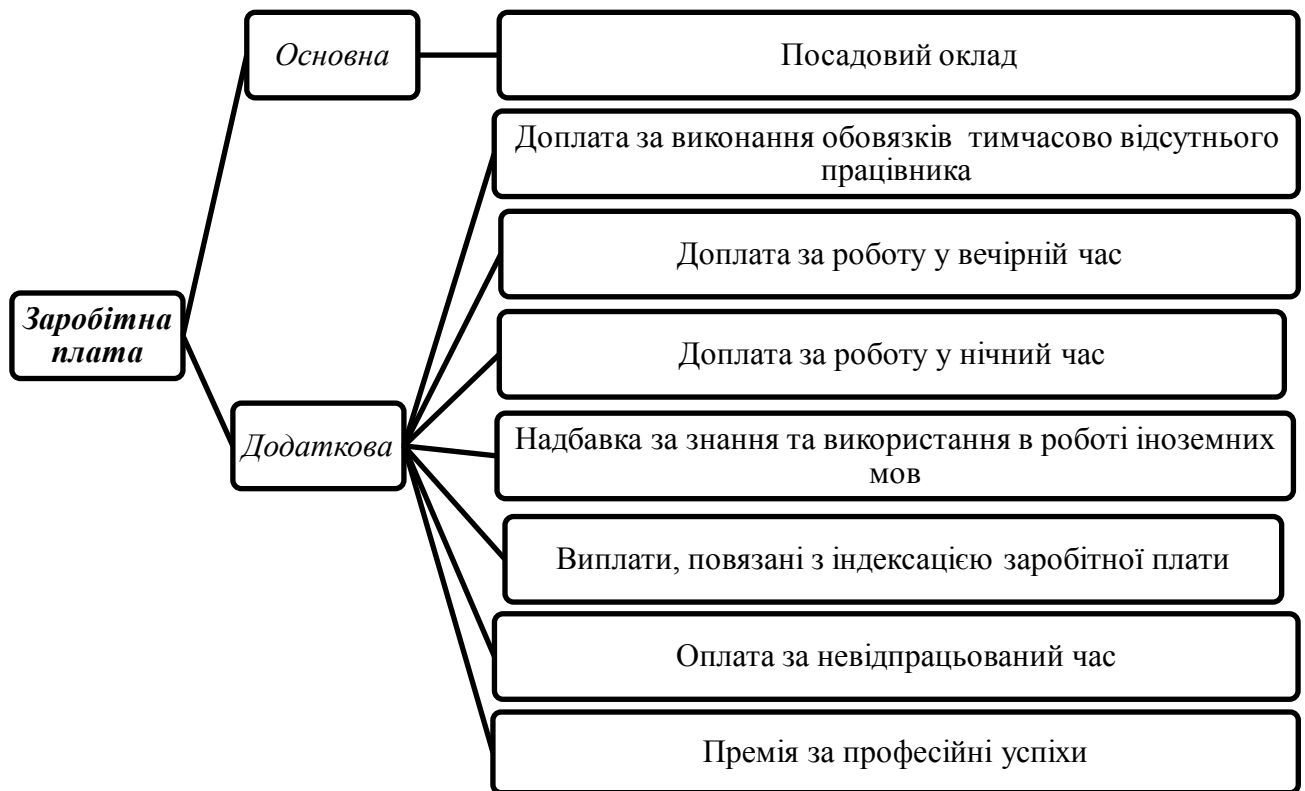 Основна
Посадовий оклад
Доплата за виконання обовязків тимчасово відсутнього
працівника
Доплата за роботу у вечірній час
Заробітна
плата
Доплата за роботу у нічний час
Додаткова
Надбавка за знання та використання в роботі іноземних
мов
Виплати, повязані з індексацією заробітної плати
Оплата за невідпрацьований час
Премія за професійні успіхи